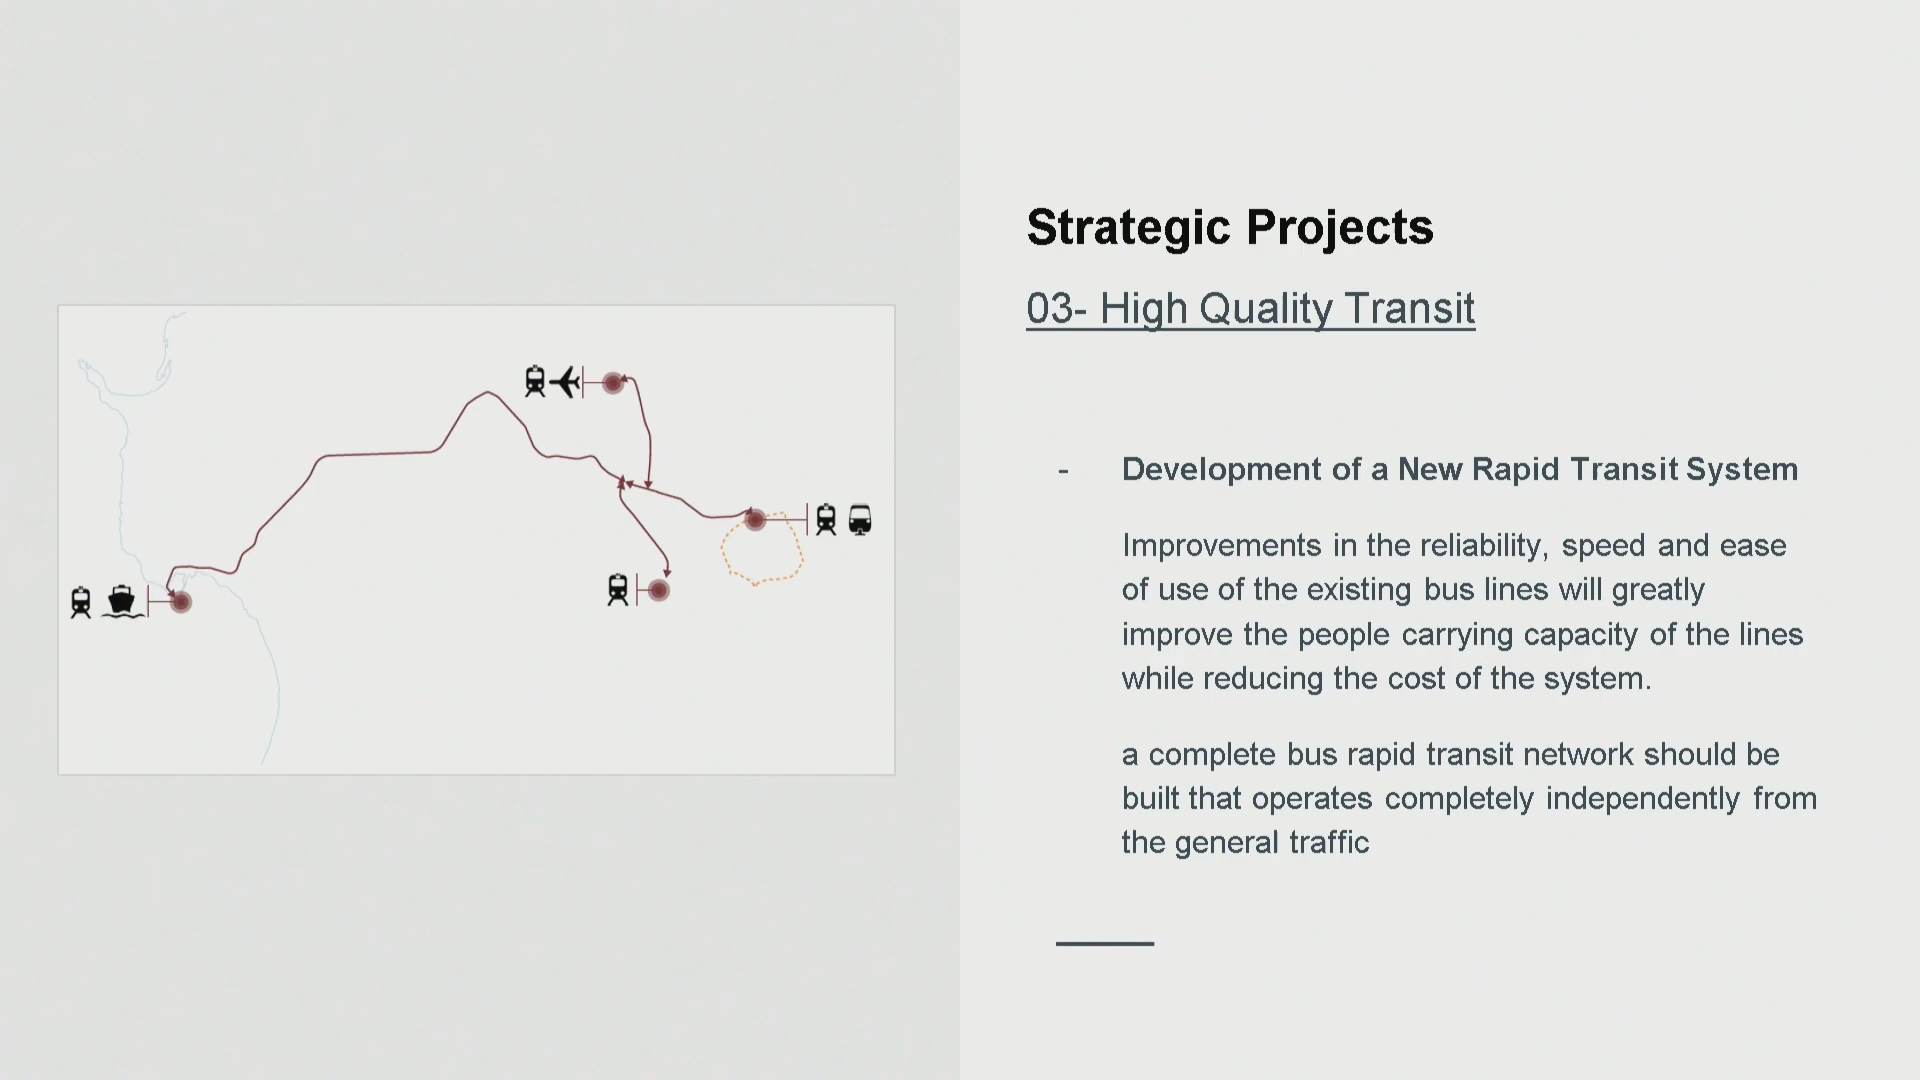 Strategic Projects
03- High Quality Transit
- Development of a New Rapid Transit System
Improvements in the reliability, speed and ease
of use of the existing bus lines will greatly
improve the people carrying capacity of the lines
while reducing the cost of the system.
a complete bus rapid transit network should be
built that operates completely independently from
the general traffic